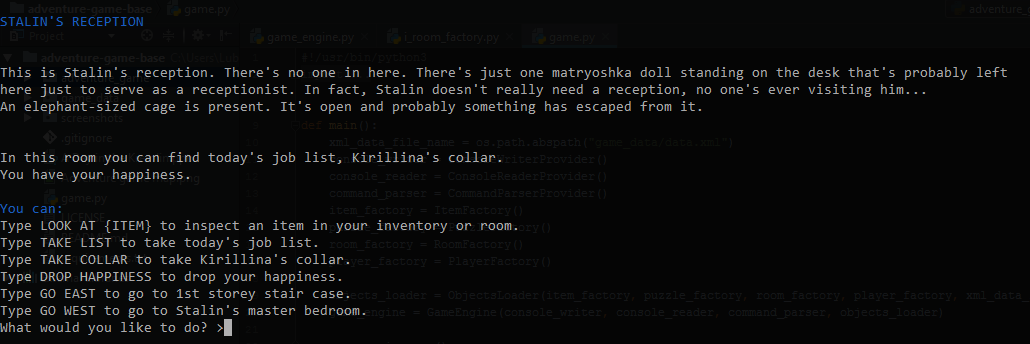 adventure-game-base game.py adventure
STALIN'S RECEPTION
Project game_engine.py i_room_factory.py game.py
adventure-game-base
This is Stalin's reception. There's no one in here. There's just one matryoshka doll standing on the desk that's probably left
here just to serve as a receptionist. In fact, Stalin doesn't really need a reception, no one's ever visiting him...
An elephant-sized cage is present. It's open and probably something has escaped from it.
screenshots
.gitignore
def main():
xml_data_file_name = os.path.abspath("game_data/data.xml")
In this room you can find today's job list, Kirillina's collar.
console_reader = ConsoleReaderProvider()
You have your happiness.
command_parser = CommandParserProvider()
game.py
item_factory = ItemFactory()
You can:
Type LOOK AT {ITEM} to inspect an item in your inventory or room.
Type TAKE LIST to take today's job list.
room_factory = RoomFactory()
Type TAKE COLLAR to take Kirillina's collar.
player_factory = PlayerFactory()
Type DROP HAPPINESS to drop your happiness.
Type GO EAST to go to 1st storey stair case.
objects_loader = ObjectsLoader(item_factory, puzzle_factory, room_factory, player_factory, xml_data_
Type GO WEST to go to Stalin's master bedroom.
engine = GameEngine(console_writer, console_reader, command_parser, objects_loader)
What would you like to do? >